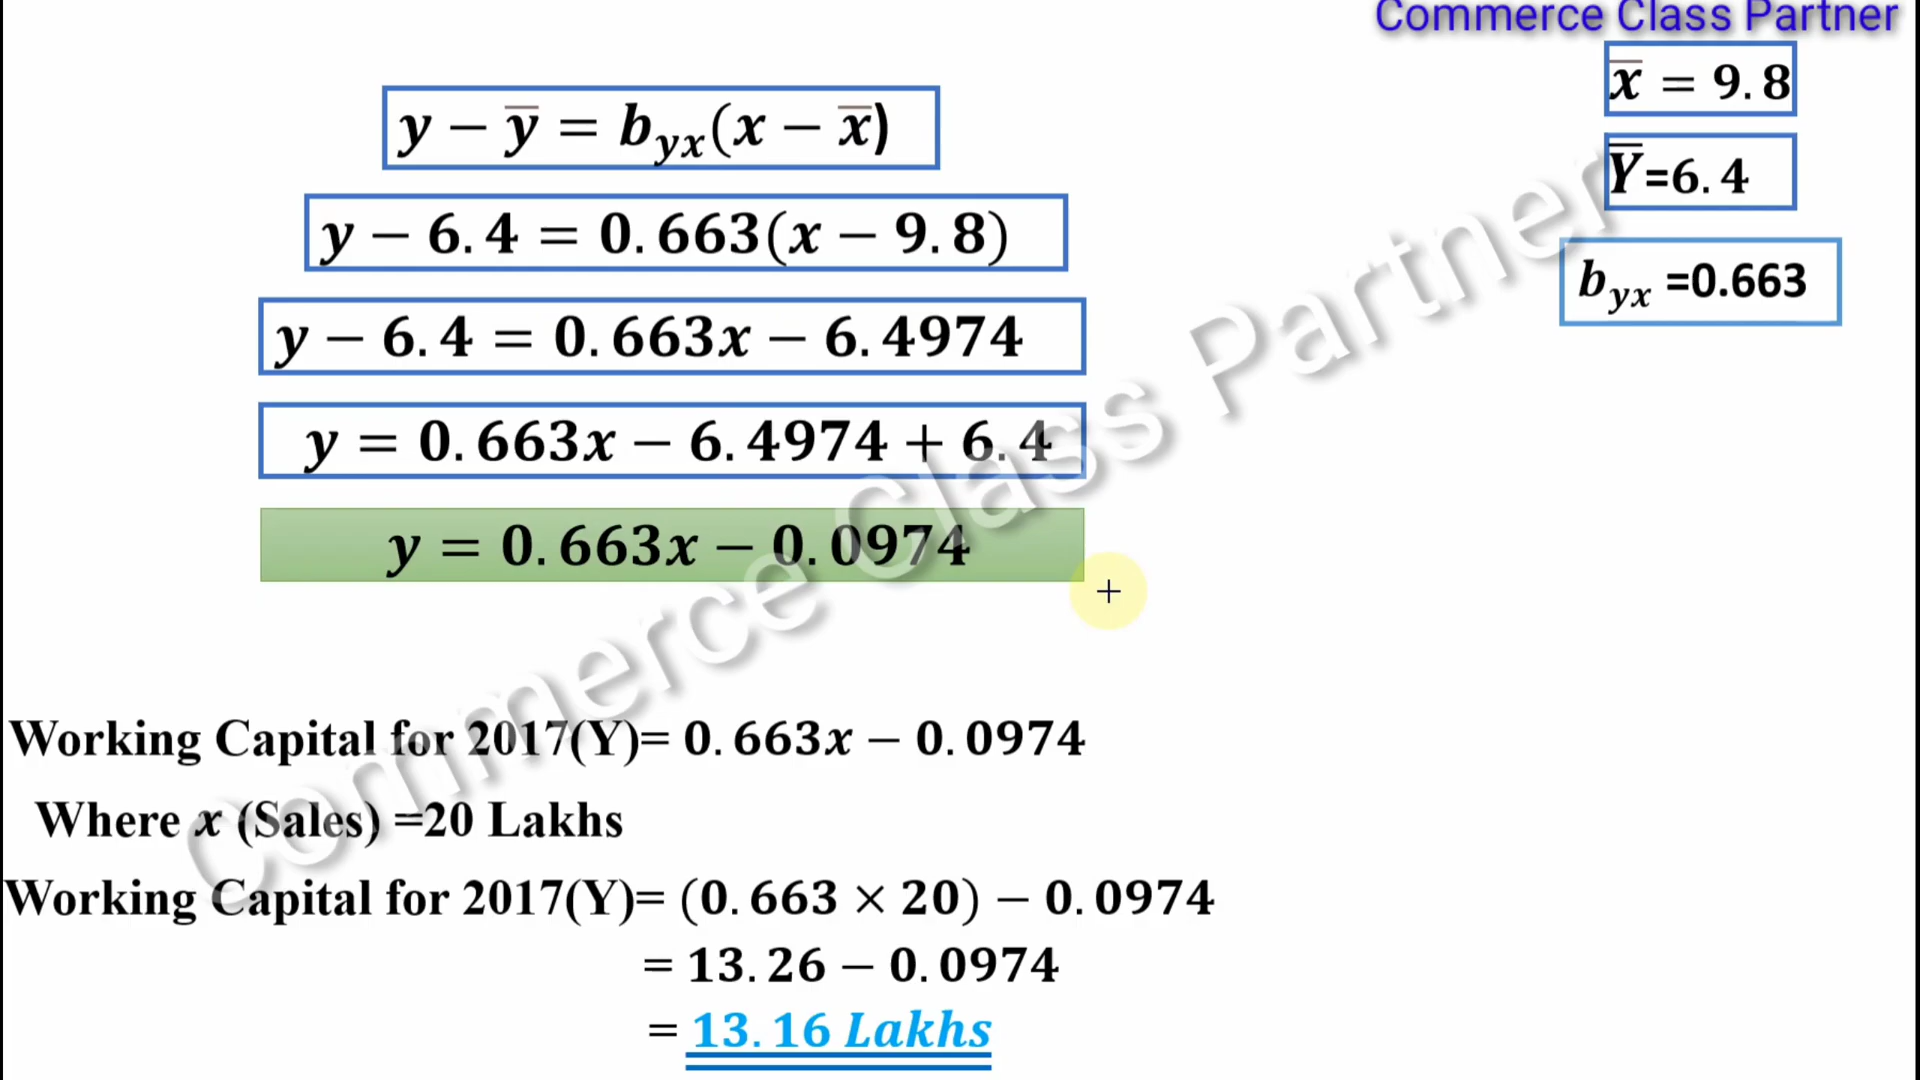 Commerce Class Partner
x̅ = 9.8
Y̅=6.4
b_yx =0.663
y − y̅ = b_yx(x − x̅)
y − 6.4 = 0.663(x − 9.8)
y − 6.4 = 0.663x − 6.4974
y = 0.663x − 6.4974 + 6.4
y = 0.663x − 0.0974
Commerce Class Partner
Working Capital for 2017(Y)= 0.663x − 0.0974
Where x (Sales) =20 Lakhs
Working Capital for 2017(Y)= (0.663 × 20) − 0.0974
= 13.26 − 0.0974
= 13.16 Lakhs